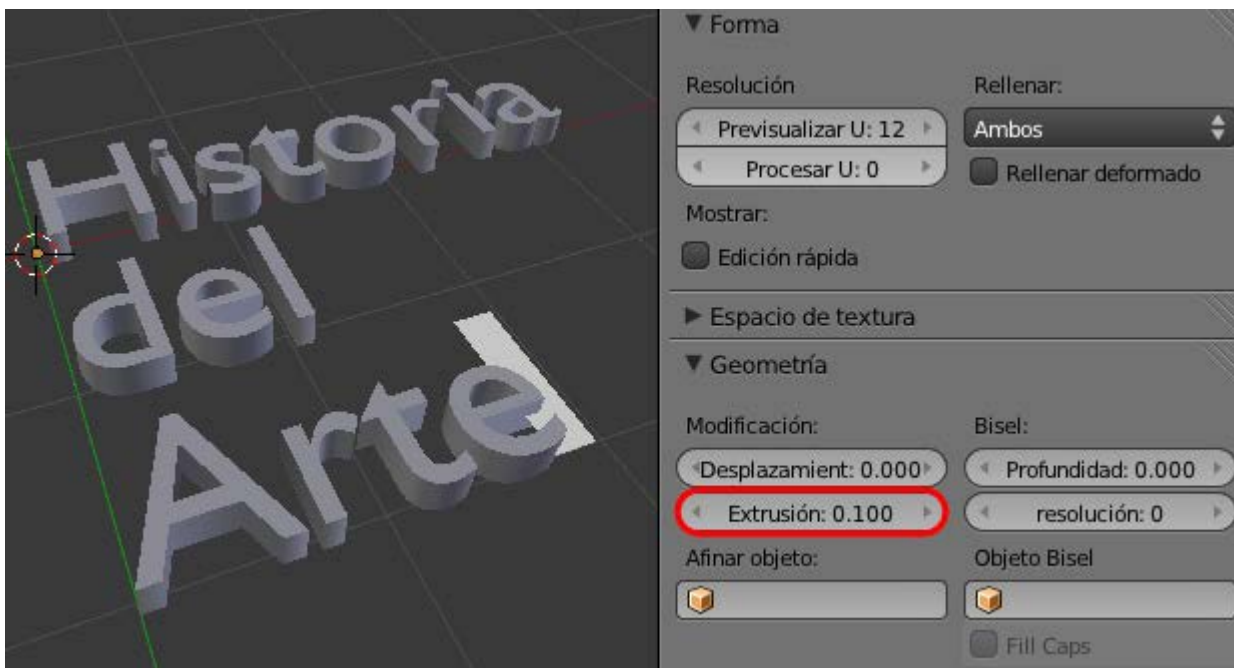 Historia
del
Arte
Forma
Resolución
Rellenar:
Previsualizar U: 12
Ambos
Procesar U: 0
Rellenar deformado
Mostrar:
Edición rápida
Espacio de textura
Geometría
Modificación:
Bisel:
Desplazamient: 0.000
Profundidad: 0.000
Extrusión: 0.100
resolución: 0
Afinar objeto:
Objeto Bisel
Fill Caps